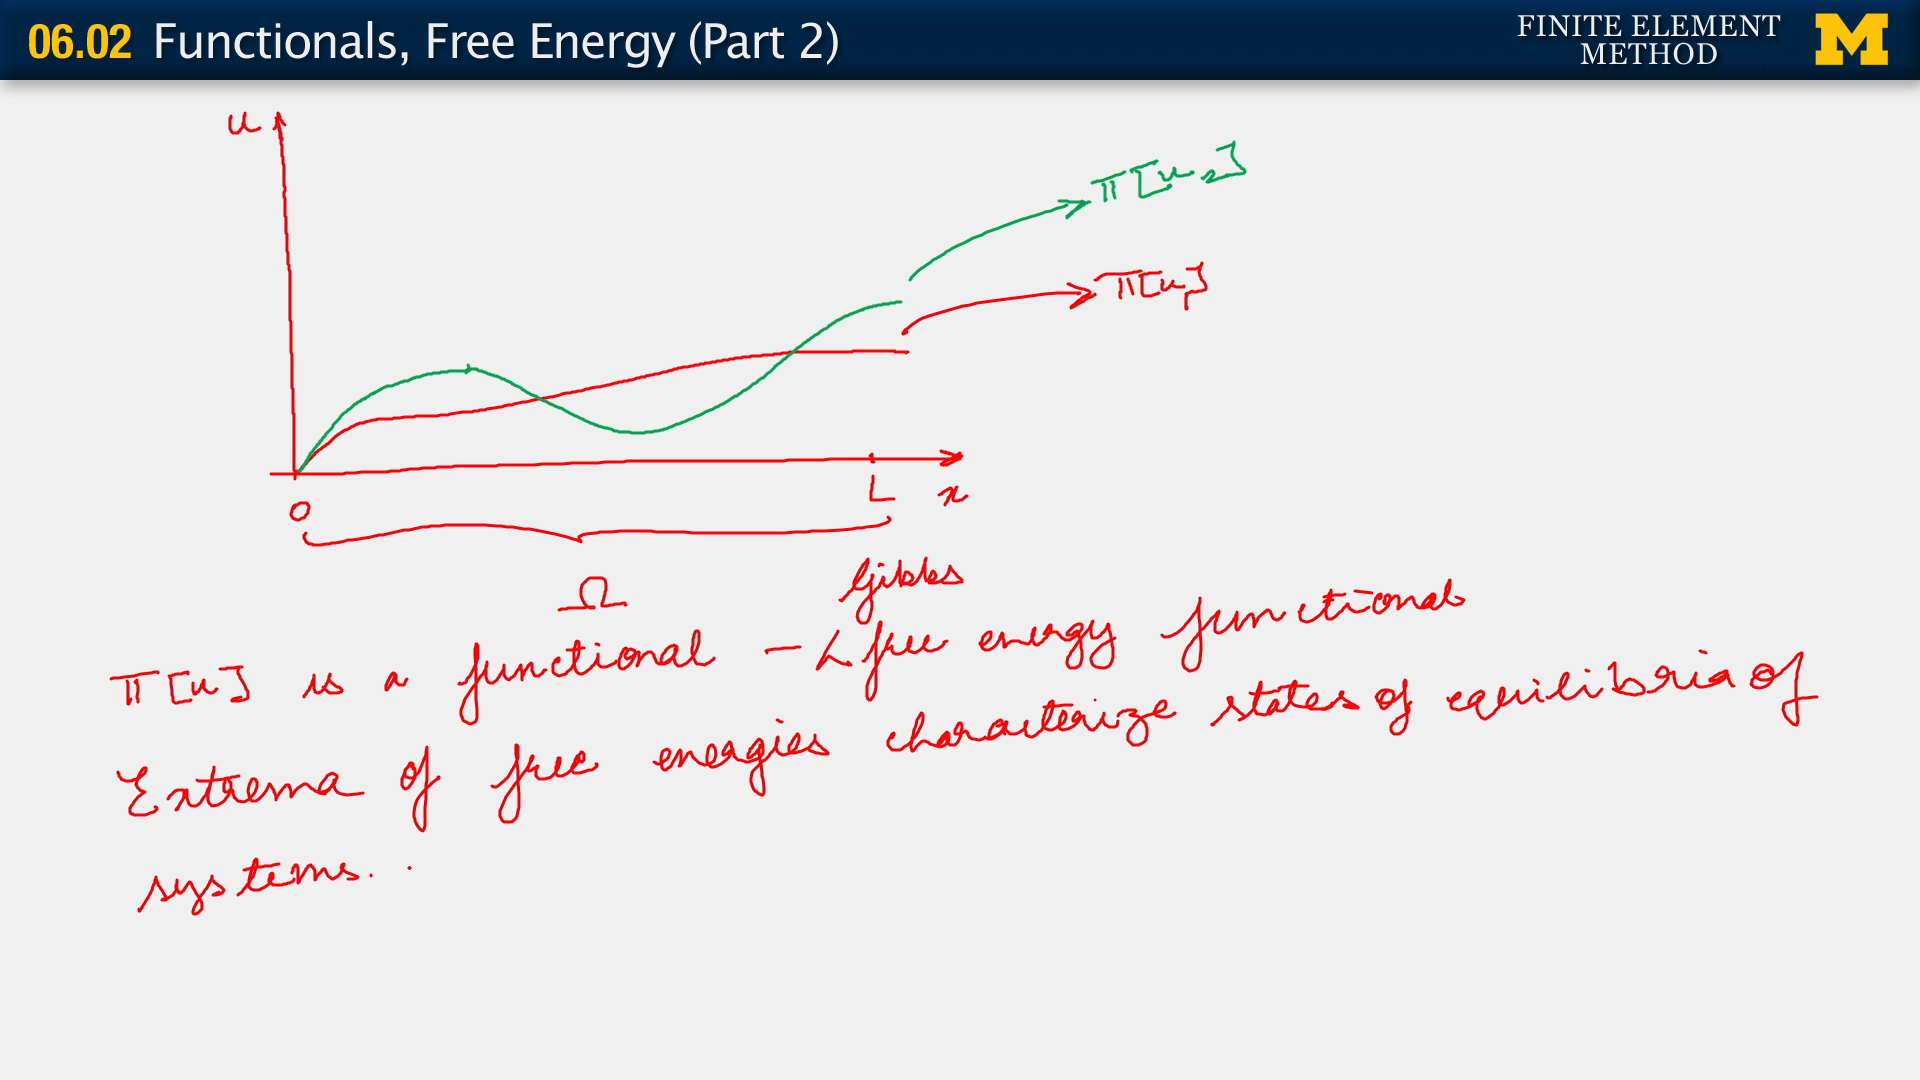 06.02 Functionals, Free Energy (Part 2)
FINITE ELEMENT
METHOD
M
u
π[u₂]
π[u₁]
0
L
x
Ω
Gibbs
π[u] is a functional – free energy functional
Extrema of free energies characterize states of equilibria of
systems.